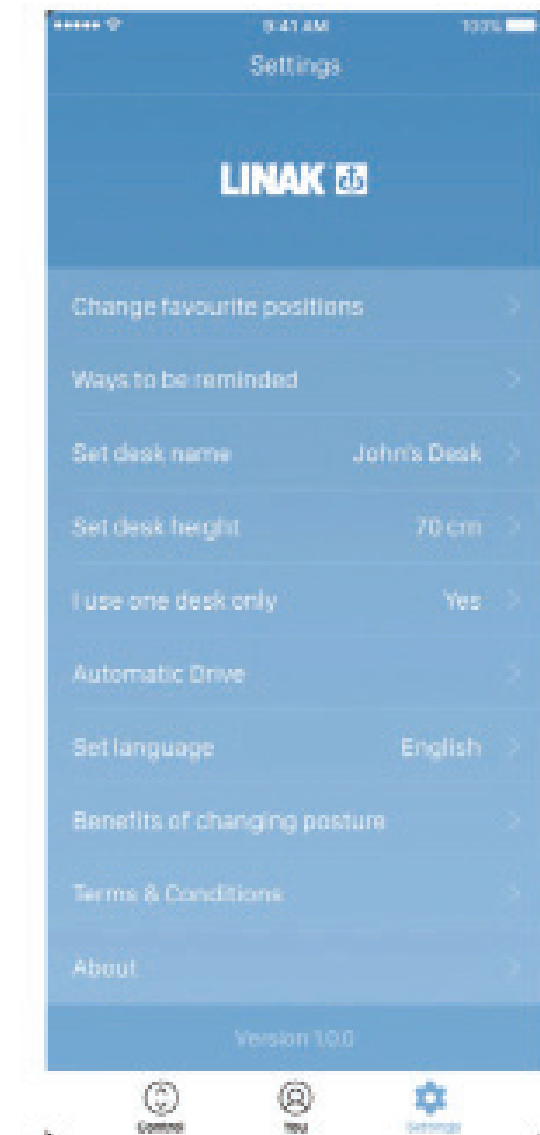 9:41 AM 100%
Settings
LINAK
Change favourite positions
Ways to be reminded
Set desk name John's Desk
Set desk height 70 cm
I use one desk only Yes
Automatic Drive
Set language English
Benefits of changing posture
Terms & Conditions
About
Version 1.0.0
Control You Settings